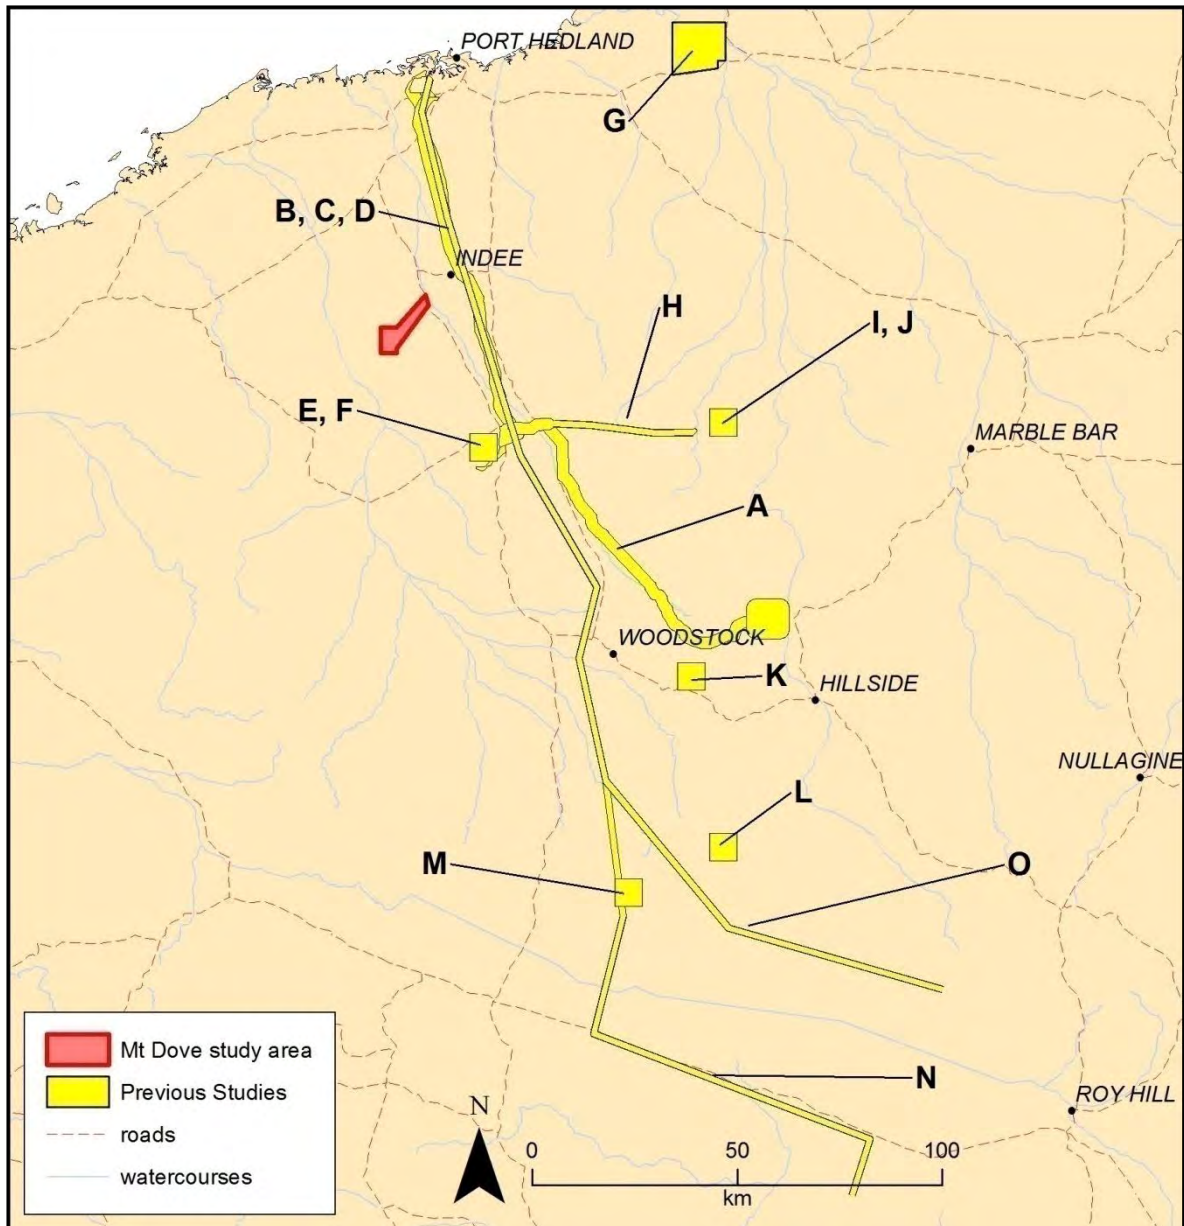 PORT HEDLAND
G
B, C, D
INDEE
H
I, J
E, F
MARBLE BAR
A
WOODSTOCK
K
HILLSIDE
NULLAGINE
L
M
O
N
ROY HILL
Mt Dove study area
Previous Studies
roads
watercourses
N
0 50 100
km